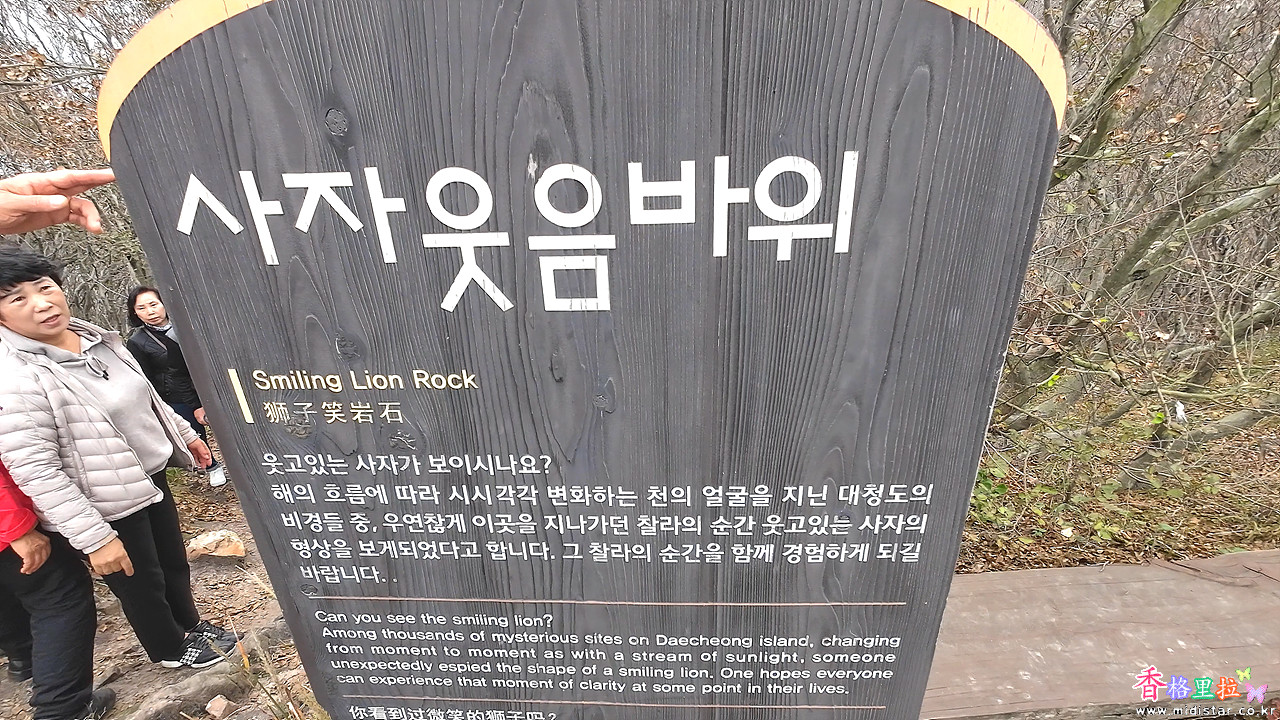 사자웃음바위
Smiling Lion Rock
狮子笑岩石
웃고있는 사자가 보이시나요?
해의 흐름에 따라 시시각각 변화하는 천의 얼굴을 지닌 대청도의
비경들 중, 우연찮게 이곳을 지나가던 찰라의 순간 웃고있는 사자의
형상을 보게되었다고 합니다. 그 찰라의 순간을 함께 경험하게 되길
바랍니다. .
Can you see the smiling lion?
Among thousands of mysterious sites on Daecheong island, changing
from moment to moment as with a stream of sunlight, someone
unexpectedly espied the shape of a smiling lion. One hopes everyone
can experience that moment of clarity at some point in their lives.
你看到过微笑的狮子吗?
香格里拉
www.midistar.co.kr